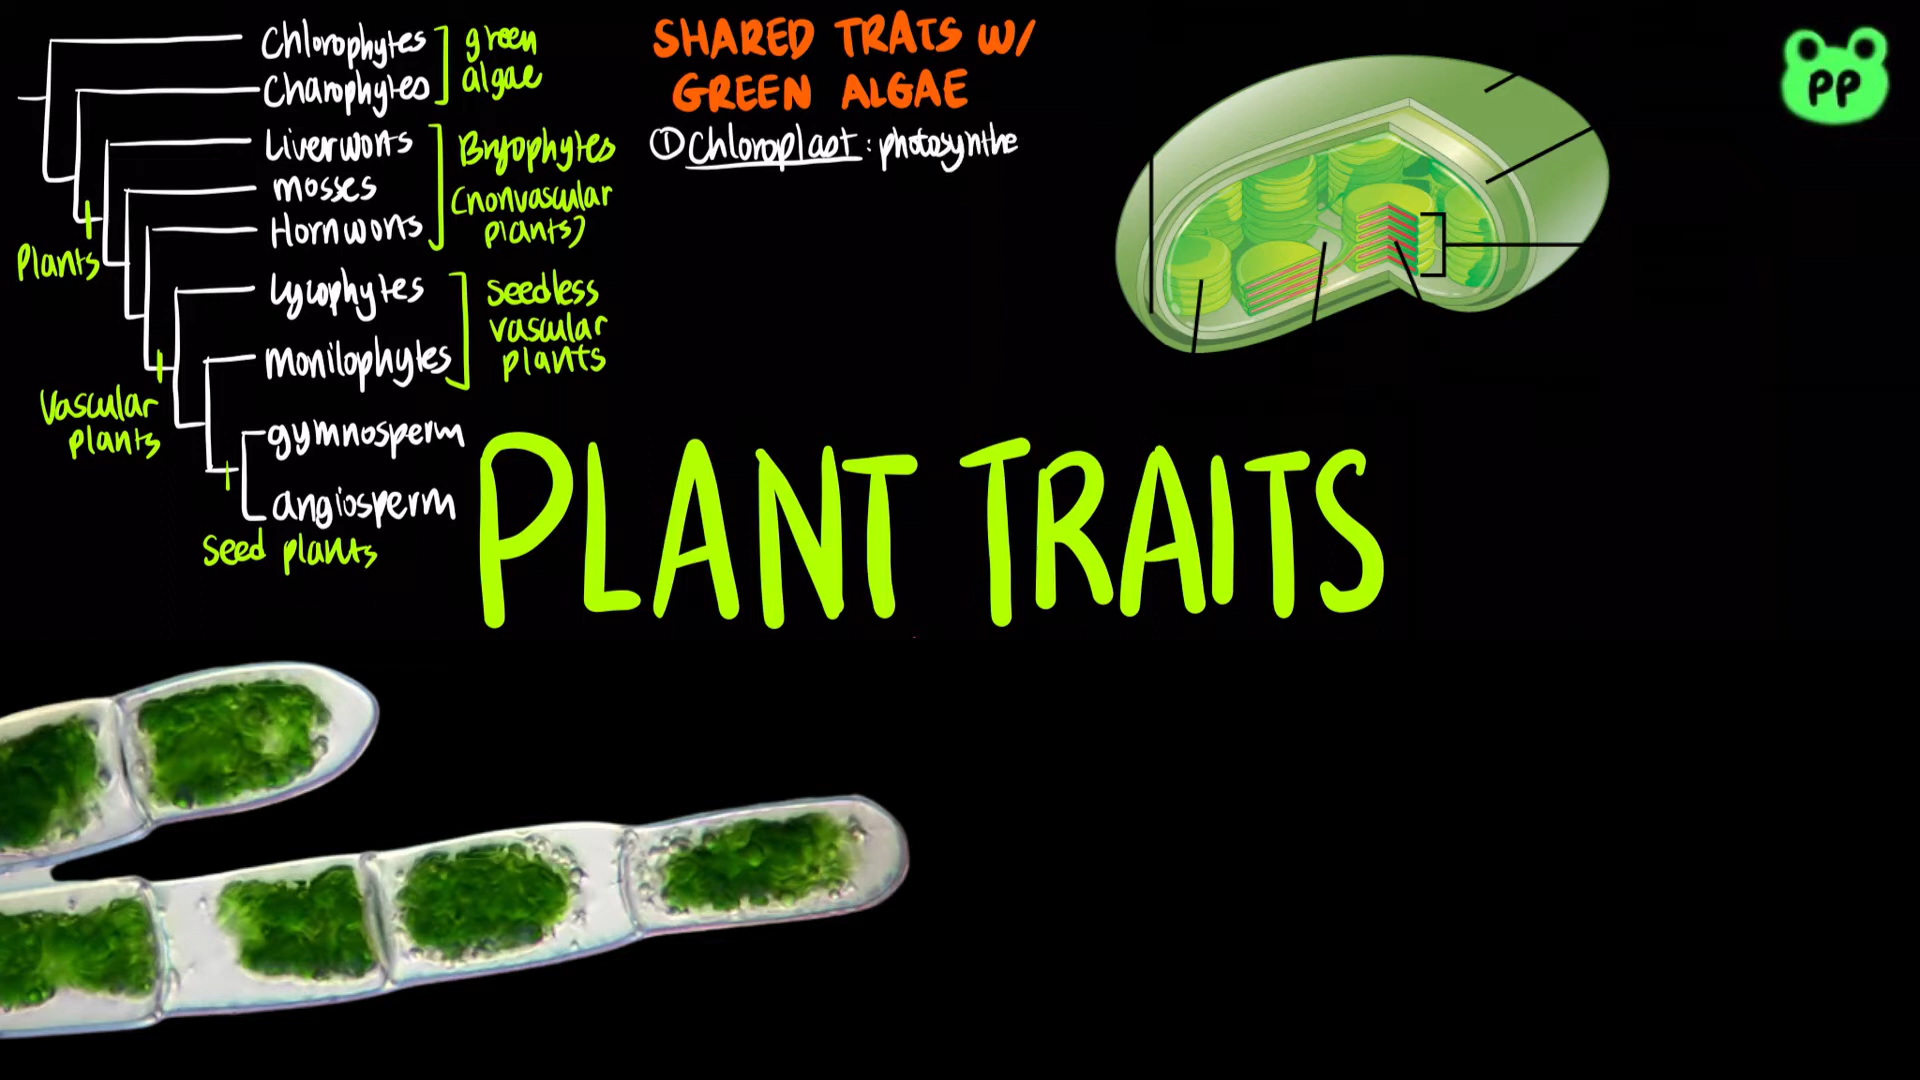 Chlorophytes
Charophytes
green
algae
Liverworts
mosses
Hornworts
Bryophytes
(nonvascular
plants)
Plants
Lycophytes
monilophytes
seedless
vascular
plants
Vascular
plants
gymnosperm
angiosperm
Seed plants
SHARED TRAITS W/
GREEN ALGAE
① Chloroplast : photosynthe
PP
PLANT TRAITS